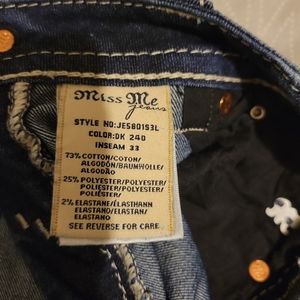 Miss Me
jeans
STYLE NO:JE5801S3L
COLOR:DK 240
INSEAM 33
73% COTTON/COTON/
ALGODÓN/BAUMWOLLE/
ALGODÃO
25% POLYESTER/POLYESTER/
POLIÉSTER/POLYESTER/
POLIÉSTER
2% ELASTANE/ÉLASTHANN
ELASTANO/ELASTAN/
ELASTANO
SEE REVERSE FOR CARE